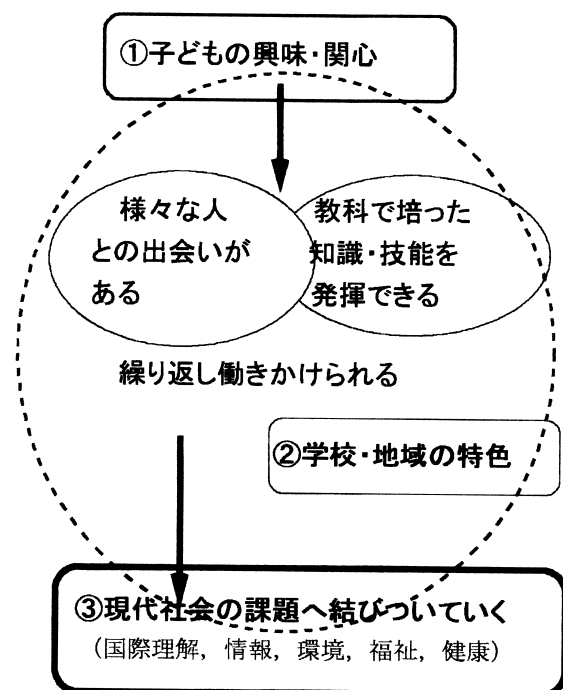 ①子どもの興味・関心
様々な人
との出会いが
ある
教科で培った
知識・技能を
発揮できる
繰り返し働きかけられる
②学校・地域の特色
③現代社会の課題へ結びついていく
（国際理解，情報，環境，福祉，健康）